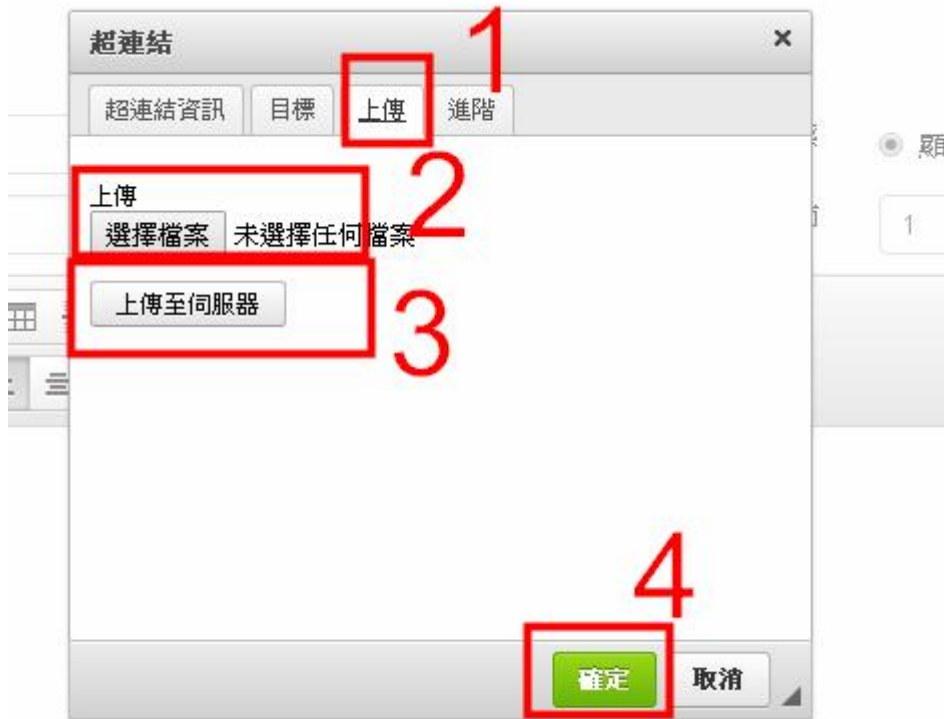 1
超連結 ×
超連結資訊 目標 上傳 進階
2
上傳
選擇檔案 未選擇任何檔案
1
上傳至伺服器
3
4
確定 取消